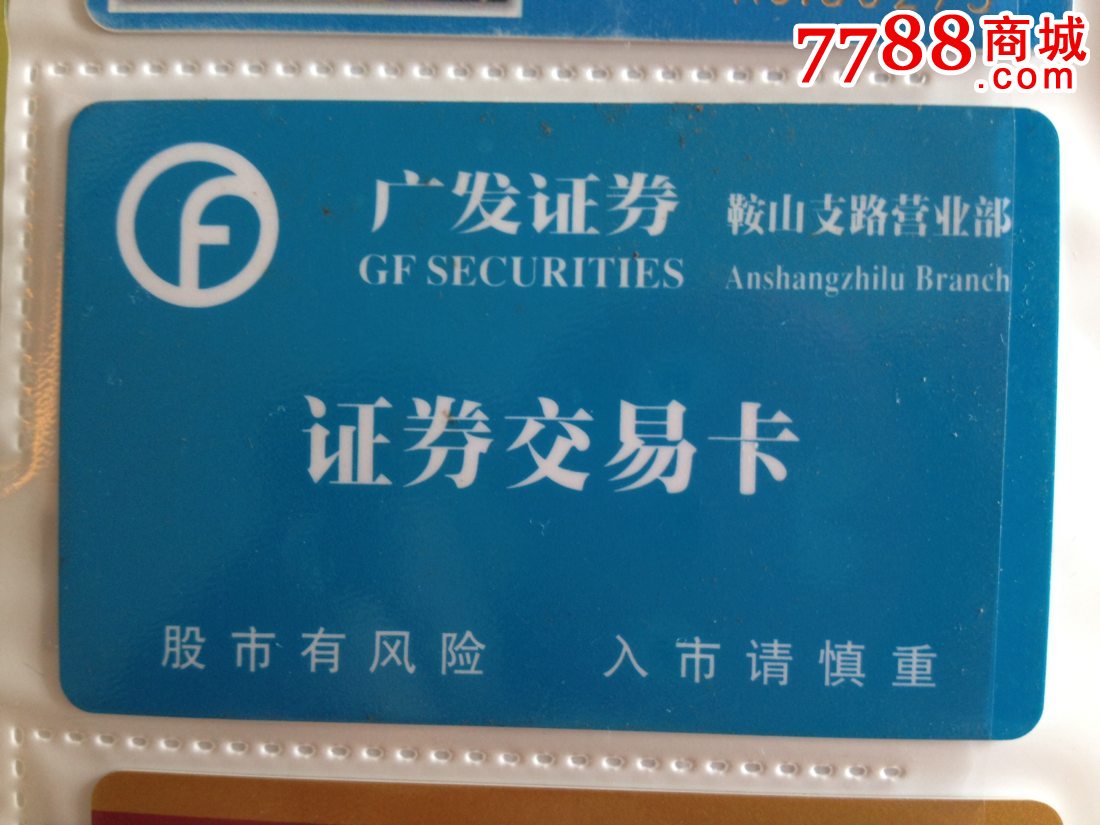 7788商城
.com
广发证券 鞍山支路营业部
GF SECURITIES Anshangzhilu Branch
证券交易卡
股市有风险 入市请慎重